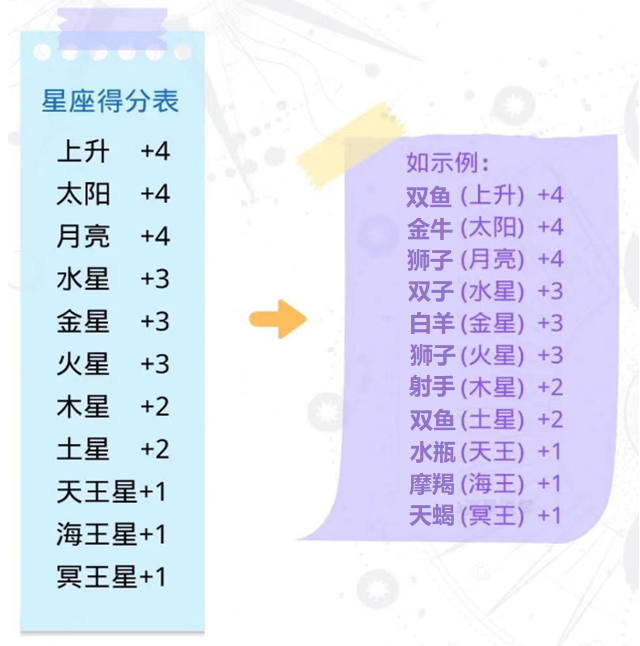 星座得分表
上升 +4
太阳 +4
月亮 +4
水星 +3
金星 +3
火星 +3
木星 +2
土星 +2
天王星+1
海王星+1
冥王星+1
如示例：
双鱼(上升) +4
金牛(太阳) +4
狮子(月亮) +4
双子(水星) +3
白羊(金星) +3
狮子(火星) +3
射手(木星) +2
双鱼(土星) +2
水瓶(天王) +1
摩羯(海王) +1
天蝎(冥王) +1